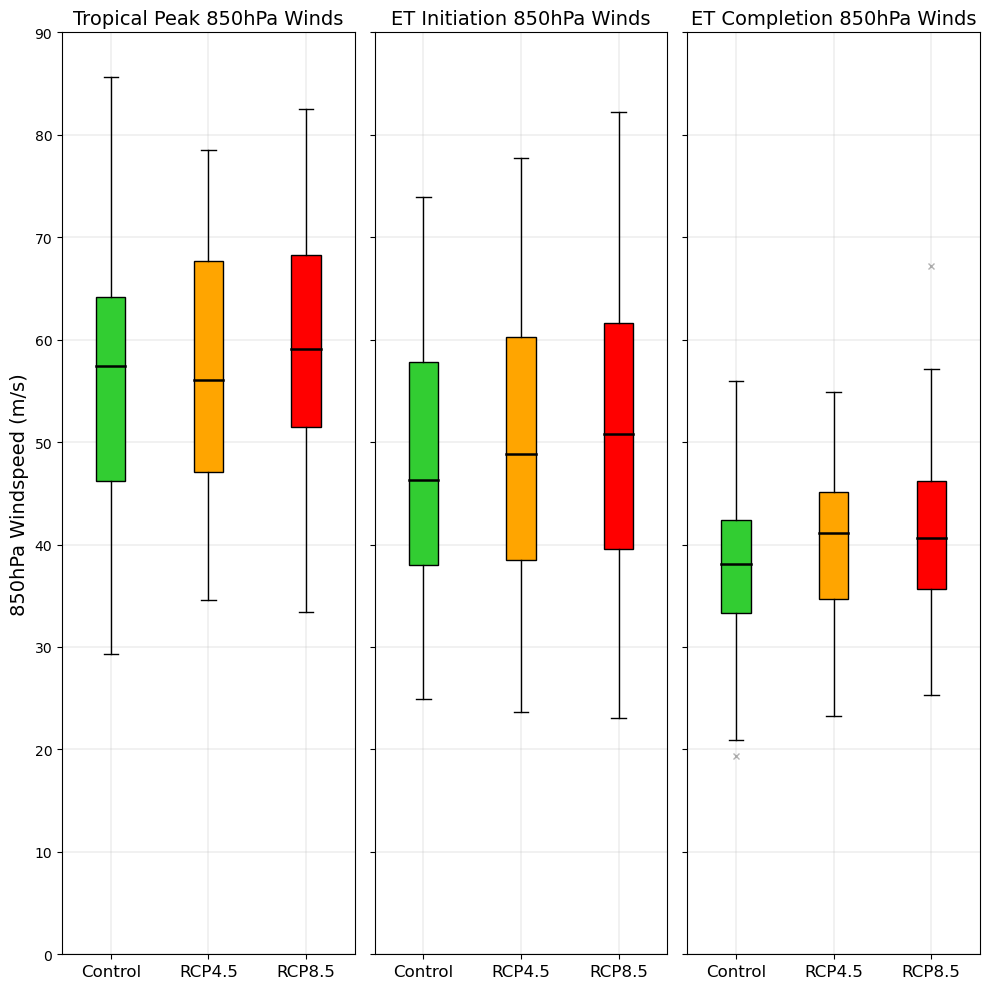 Tropical Peak 850hPa Winds
ET Initiation 850hPa Winds
ET Completion 850hPa Winds
850hPa Windspeed (m/s)
90
80
70
60
50
40
30
20
10
0
Control RCP4.5 RCP8.5
Control RCP4.5 RCP8.5
Control RCP4.5 RCP8.5